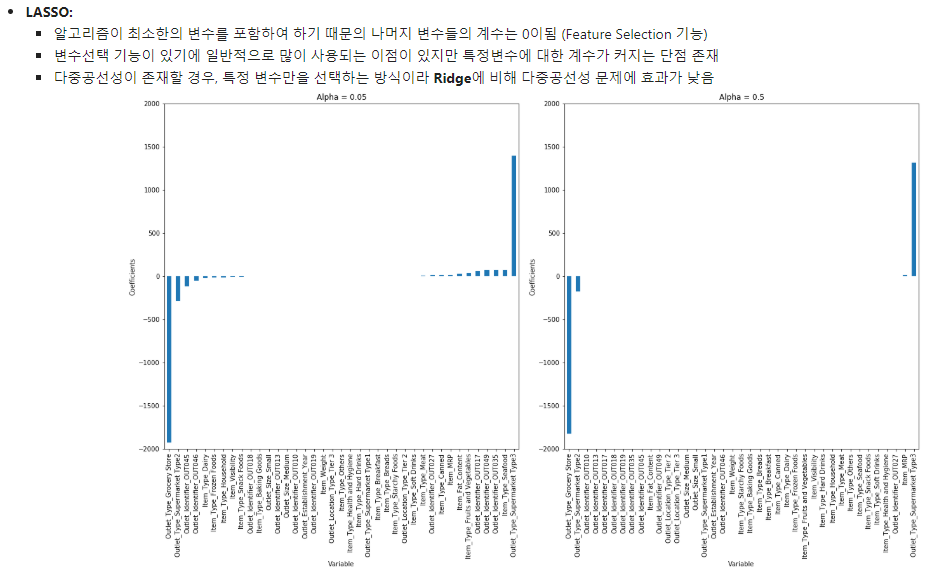 LASSO:
알고리즘이 최소한의 변수를 포함하여 하기 때문의 나머지 변수들의 계수는 0이됨 (Feature Selection 기능)
변수선택 기능이 있기에 일반적으로 많이 사용되는 이점이 있지만 특정변수에 대한 계수가 커지는 단점 존재
다중공선성이 존재할 경우, 특정 변수만을 선택하는 방식이라 Ridge에 비해 다중공선성 문제에 효과가 낮음
Alpha = 0.05
2000
1500
1000
500
0
−500
−1000
−1500
−2000
Coefficients
Outlet_Type_Grocery Store
Outlet_Type_Supermarket Type2
Outlet_Identifier_OUT045
Outlet_Identifier_OUT046
Item_Type_Dairy
Item_Type_Frozen Foods
Item_Type_Household
Item_Visibility
Item_Type_Snack Foods
Outlet_Identifier_OUT018
Item_Type_Baking Goods
Outlet_Size_Small
Outlet_Identifier_OUT013
Outlet_Size_Medium
Outlet_Identifier_OUT010
Outlet_Establishment_Year
Outlet_Identifier_OUT019
Item_Weight
Outlet_Location_Type_Tier 3
Item_Type_Others
Item_Type_Health and Hygiene
Item_Type_Hard Drinks
Outlet_Type_Supermarket Type1
Item_Type_Breakfast
Item_Type_Breads
Item_Type_Starchy Foods
Outlet_Location_Type_Tier 2
Item_Type_Soft Drinks
Item_Type_Meat
Outlet_Identifier_OUT027
Item_Type_Canned
Item_MRP
Item_Fat_Content
Item_Type_Fruits and Vegetables
Outlet_Identifier_OUT017
Outlet_Identifier_OUT049
Outlet_Identifier_OUT035
Item_Type_Seafood
Outlet_Type_Supermarket Type3
Variable
Alpha = 0.5
2000
1500
1000
500
0
−500
−1000
−1500
−2000
Coefficients
Outlet_Type_Grocery Store
Outlet_Type_Supermarket Type2
Outlet_Identifier_OUT010
Outlet_Identifier_OUT013
Outlet_Identifier_OUT017
Outlet_Identifier_OUT018
Outlet_Identifier_OUT019
Outlet_Identifier_OUT035
Outlet_Identifier_OUT045
Item_Fat_Content
Outlet_Identifier_OUT049
Outlet_Location_Type_Tier 2
Outlet_Location_Type_Tier 3
Outlet_Size_Medium
Outlet_Size_Small
Outlet_Type_Supermarket Type1
Outlet_Establishment_Year
Outlet_Identifier_OUT046
Item_Weight
Item_Type_Starchy Foods
Item_Type_Baking Goods
Item_Type_Breads
Item_Type_Breakfast
Item_Type_Canned
Item_Type_Dairy
Item_Type_Frozen Foods
Item_Type_Fruits and Vegetables
Item_Visibility
Item_Type_Hard Drinks
Item_Type_Household
Item_Type_Meat
Item_Type_Others
Item_Type_Seafood
Item_Type_Snack Foods
Item_Type_Soft Drinks
Item_Type_Health and Hygiene
Outlet_Identifier_OUT027
Item_MRP
Outlet_Type_Supermarket Type3
Variable